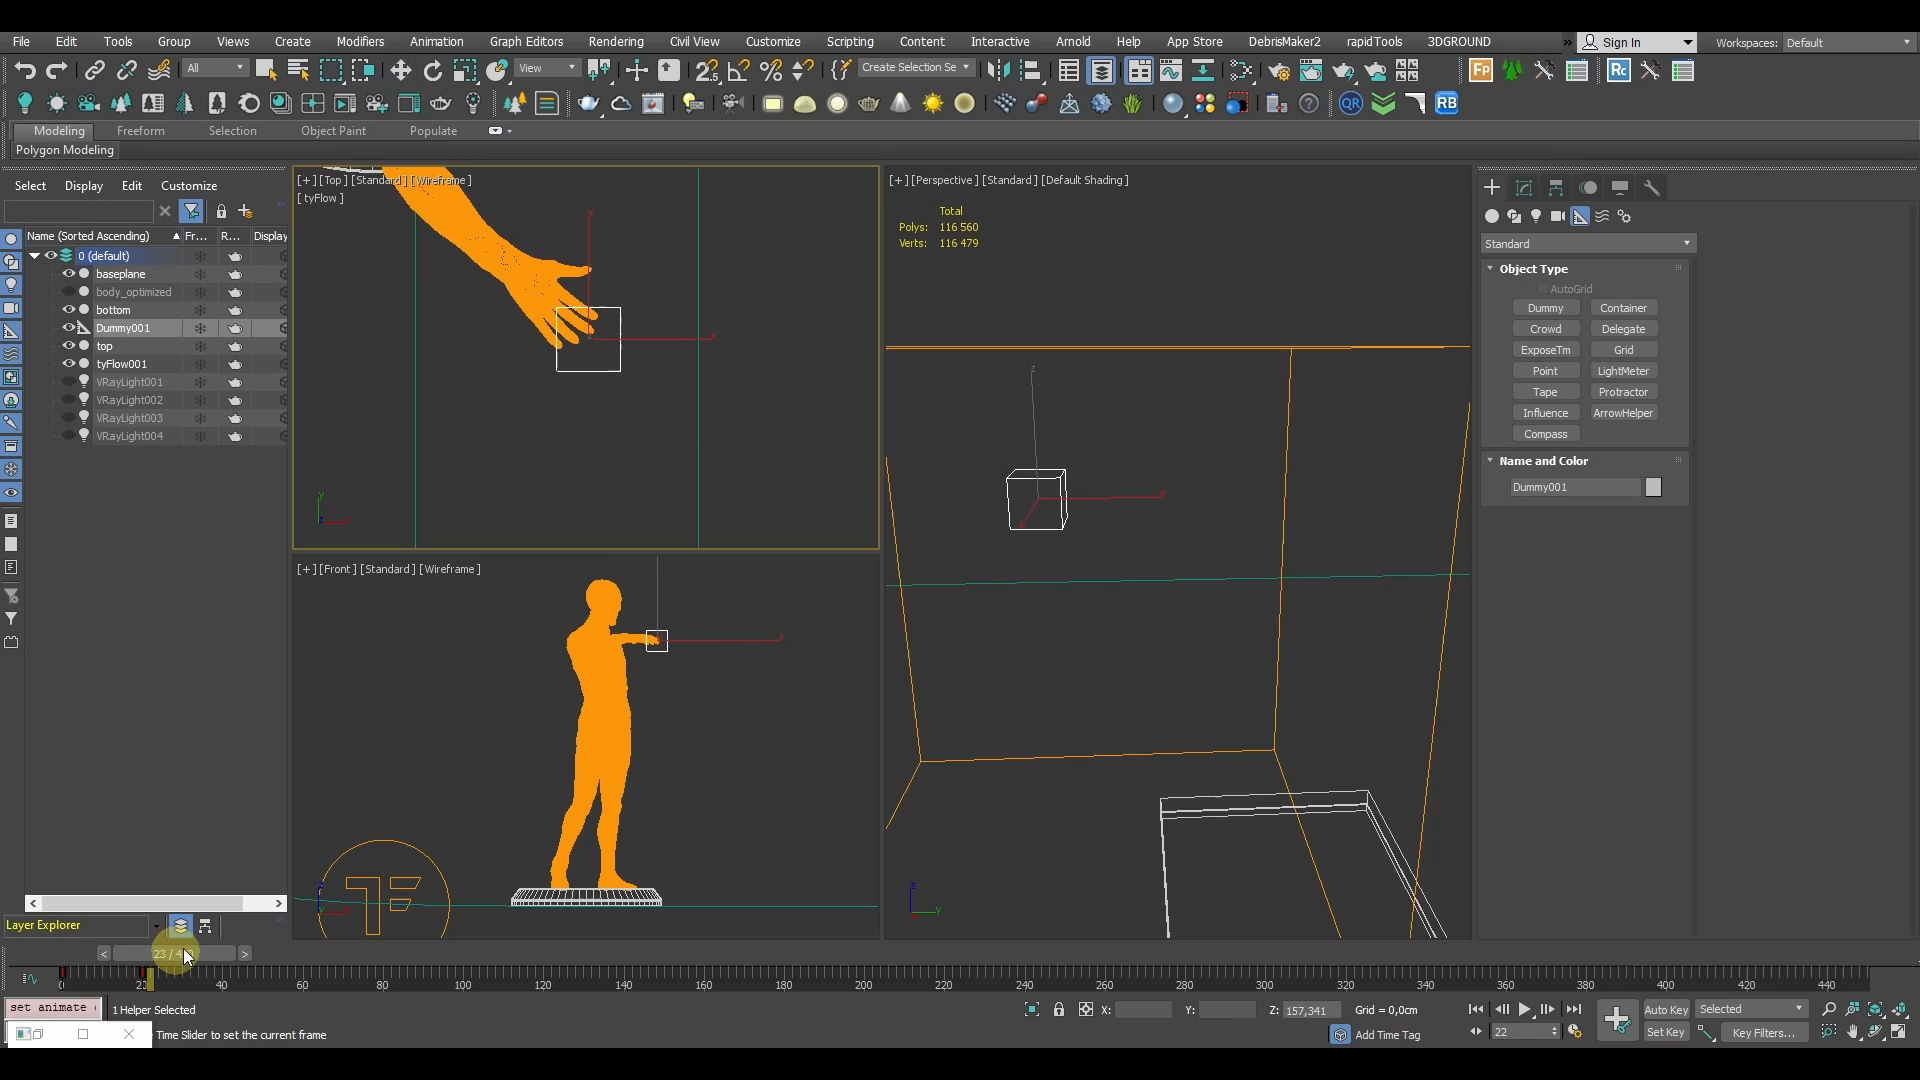 File Edit Tools Group Views Create Modifiers Animation Graph Editors Rendering Civil View Customize Scripting Content Interactive Arnold Help App Store DebrisMaker2 rapidTools 3DGROUND » Sign In Workspaces: Default
All View Create Selection Se Fp Rc
QR RB
Modeling Freeform Selection Object Paint Populate
Polygon Modeling
Select Display Edit Customize
Name (Sorted Ascending) Fr... R... Display
0 (default)
baseplane
body_optimized
bottom
Dummy001
top
tyFlow001
VRayLight001
VRayLight002
VRayLight003
VRayLight004
Layer Explorer
[+] [Top] [Standard] [Wireframe]
[ tyFlow ]
[+] [Front] [Standard] [Wireframe]
[+] [Perspective] [Standard] [Default Shading]
Total
Polys: 116 560
Verts: 116 479
Standard
Object Type
AutoGrid
Dummy Container
Crowd Delegate
ExposeTm Grid
Point LightMeter
Tape Protractor
Influence ArrowHelper
Compass
Name and Color
Dummy001
< >
0 40 60 80 100 120 140 160 180 200 220 240 260 280 300 320 340 360 380 400 420 440
set animate 1 Helper Selected X: Y: Z: 157,341 Grid = 0,0cm Auto Key Selected
Time Slider to set the current frame Add Time Tag 22 Set Key Key Filters...